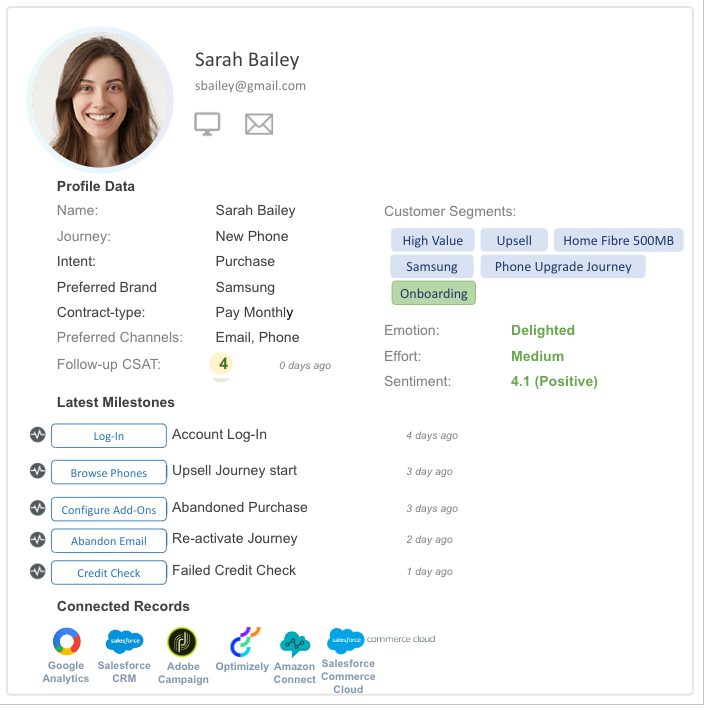 Sarah Bailey
sbailey@gmail.com
Profile Data
Name: Sarah Bailey
Journey: New Phone
Intent: Purchase
Preferred Brand Samsung
Contract-type: Pay Monthly
Preferred Channels: Email, Phone
Follow-up CSAT: 4 0 days ago
Customer Segments:
High Value Upsell Home Fibre 500MB
Samsung Phone Upgrade Journey
Onboarding
Emotion: Delighted
Effort: Medium
Sentiment: 4.1 (Positive)
Latest Milestones
Log-In Account Log-In 4 days ago
Browse Phones Upsell Journey start 3 day ago
Configure Add-Ons Abandoned Purchase 3 days ago
Abandon Email Re-activate Journey 2 day ago
Credit Check Failed Credit Check 1 day ago
Connected Records
salesforce
salesforce commerce cloud
Google Analytics
Salesforce CRM
Adobe Campaign
Optimizely
Amazon Connect
Salesforce Commerce Cloud